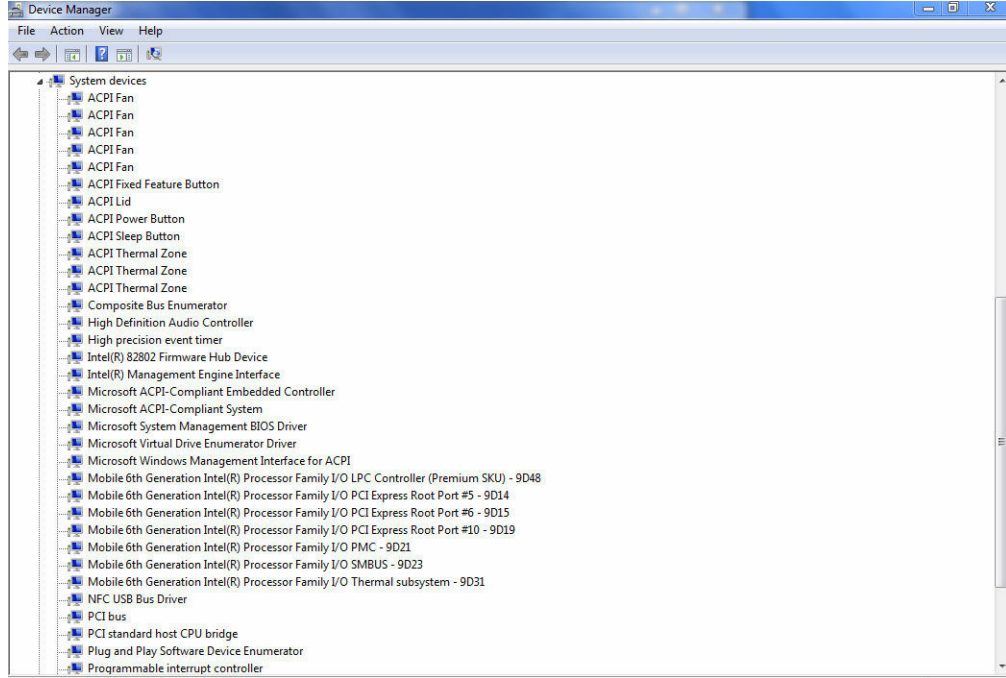 Device Manager
File Action View Help
System devices
ACPI Fan
ACPI Fan
ACPI Fan
ACPI Fan
ACPI Fan
ACPI Fixed Feature Button
ACPI Lid
ACPI Power Button
ACPI Sleep Button
ACPI Thermal Zone
ACPI Thermal Zone
ACPI Thermal Zone
Composite Bus Enumerator
High Definition Audio Controller
High precision event timer
Intel(R) 82802 Firmware Hub Device
Intel(R) Management Engine Interface
Microsoft ACPI-Compliant Embedded Controller
Microsoft ACPI-Compliant System
Microsoft System Management BIOS Driver
Microsoft Virtual Drive Enumerator Driver
Microsoft Windows Management Interface for ACPI
Mobile 6th Generation Intel(R) Processor Family I/O LPC Controller (Premium SKU) - 9D48
Mobile 6th Generation Intel(R) Processor Family I/O PCI Express Root Port #5 - 9D14
Mobile 6th Generation Intel(R) Processor Family I/O PCI Express Root Port #6 - 9D15
Mobile 6th Generation Intel(R) Processor Family I/O PCI Express Root Port #10 - 9D19
Mobile 6th Generation Intel(R) Processor Family I/O PMC - 9D21
Mobile 6th Generation Intel(R) Processor Family I/O SMBUS - 9D23
Mobile 6th Generation Intel(R) Processor Family I/O Thermal subsystem - 9D31
NFC USB Bus Driver
PCI bus
PCI standard host CPU bridge
Plug and Play Software Device Enumerator
Programmable interrupt controller